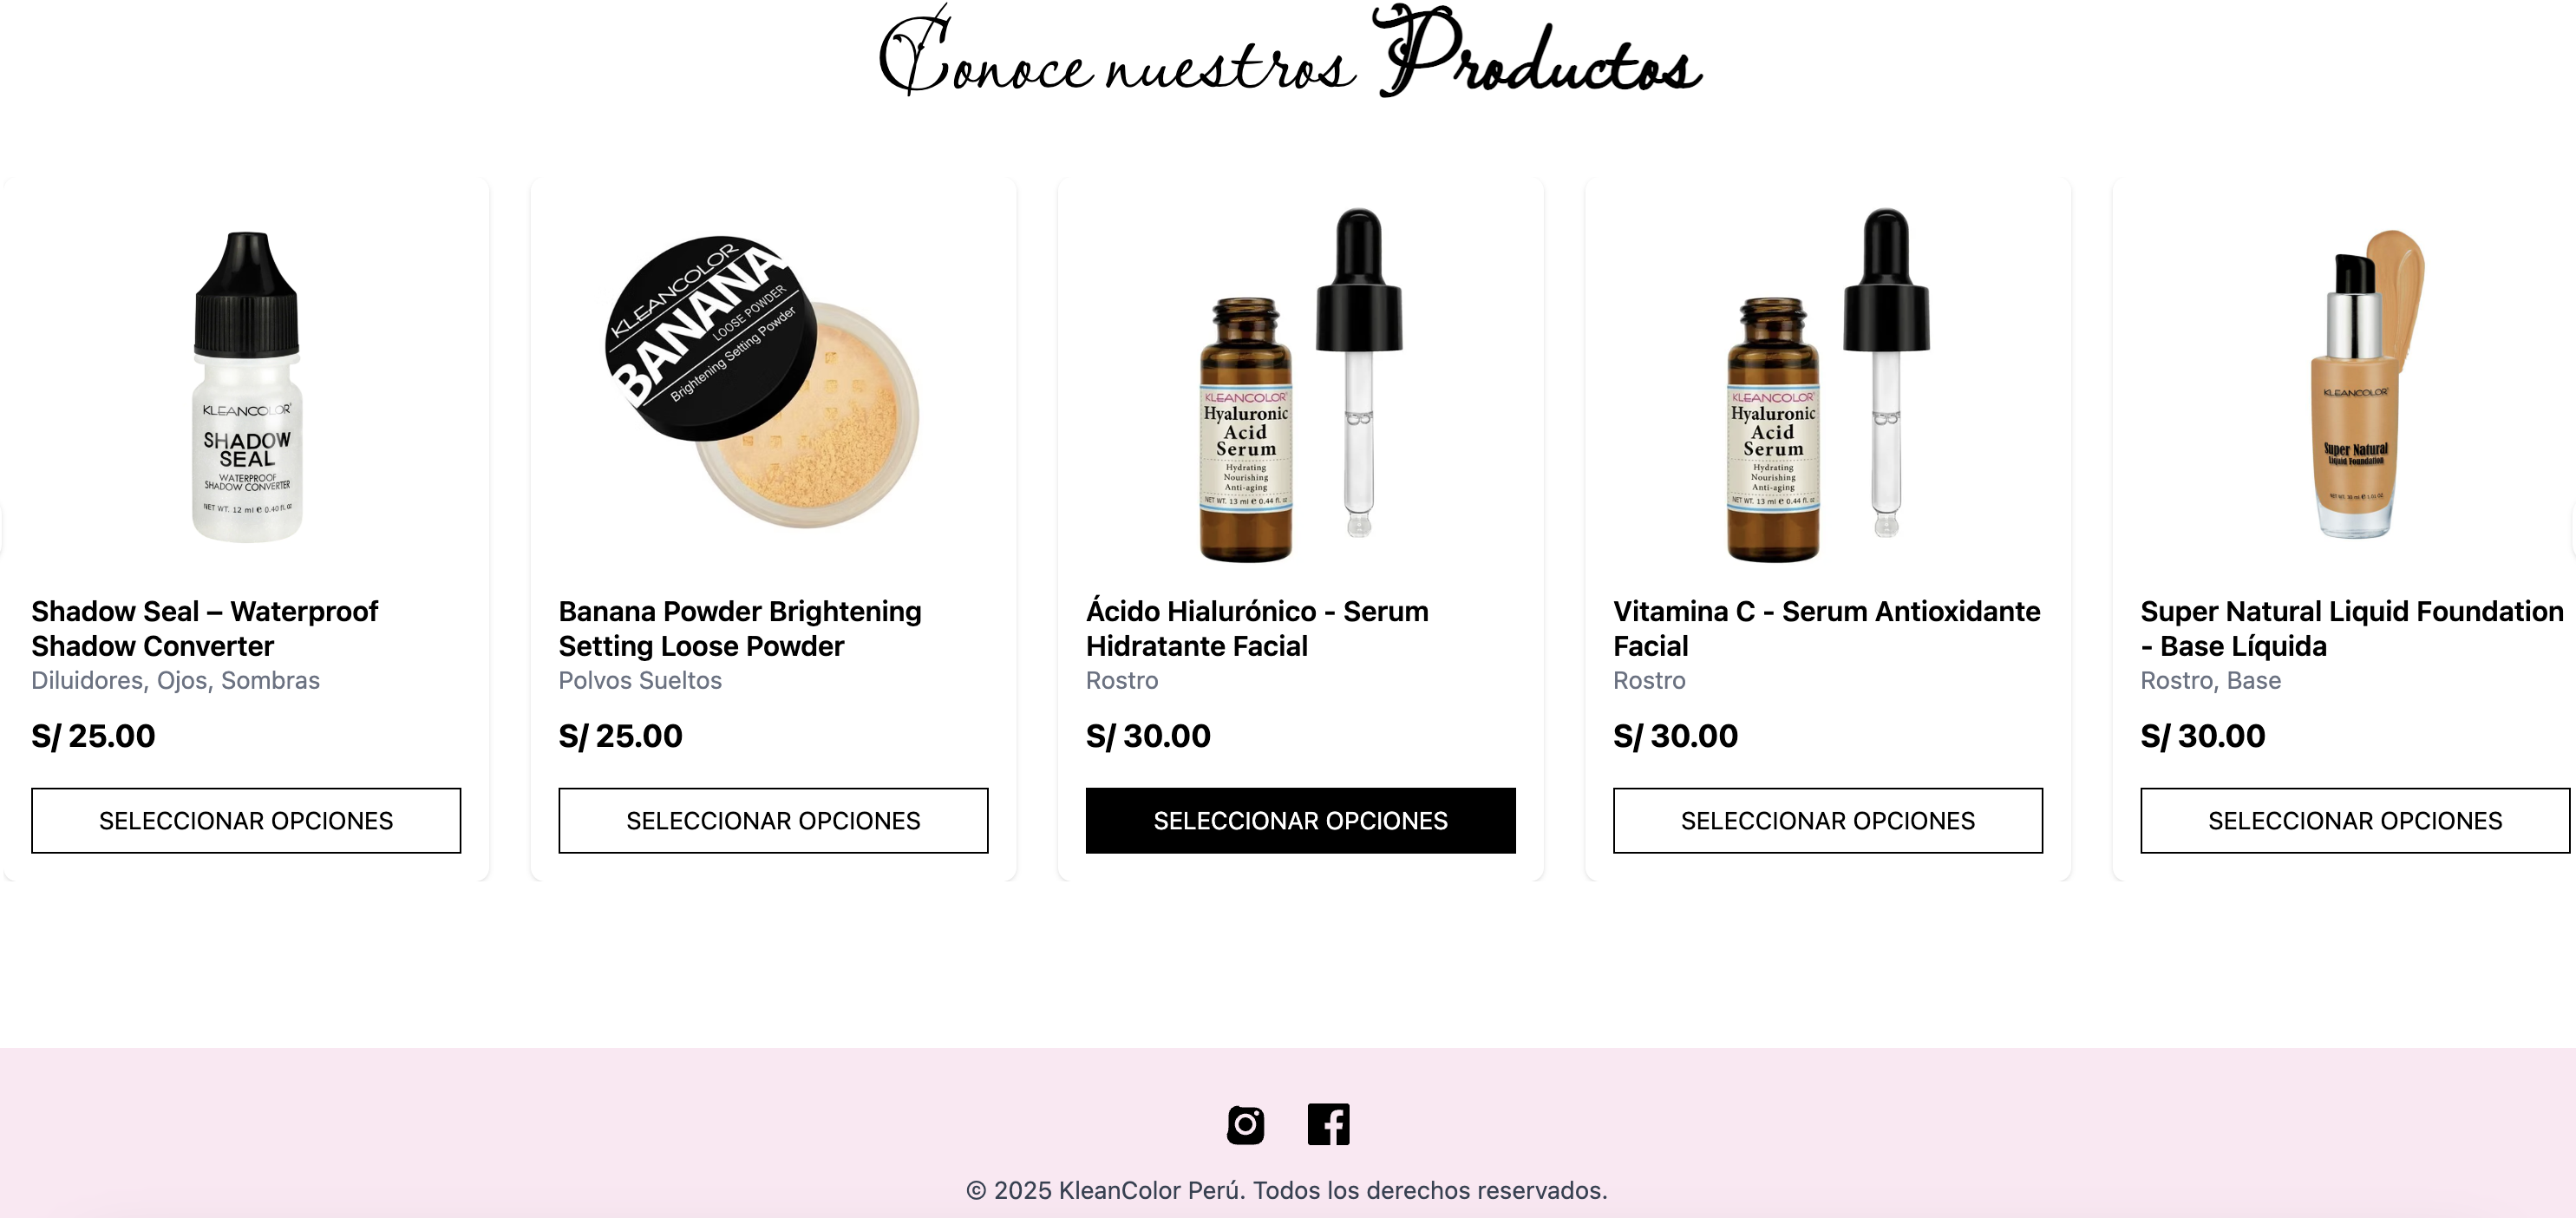 Conoce nuestros Productos
KLEANCOLOR
SHADOW
SEAL
WATERPROOF
SHADOW CONVERTER
NET WT. 12 ml ℮ 0.40 fl. oz
KLEANCOLOR
BANANA
LOOSE POWDER
Brightening Setting Powder
KLEANCOLOR
Hyaluronic
Acid
Serum
Hydrating
Nourishing
Anti-aging
NET WT. 13 ml ℮ 0.44 fl. oz
KLEANCOLOR
Hyaluronic
Acid
Serum
Hydrating
Nourishing
Anti-aging
NET WT. 13 ml ℮ 0.44 fl. oz
KLEANCOLOR
Super Natural
Liquid Foundation
Shadow Seal – Waterproof
Shadow Converter
Diluidores, Ojos, Sombras
S/ 25.00
SELECCIONAR OPCIONES
Banana Powder Brightening
Setting Loose Powder
Polvos Sueltos
S/ 25.00
SELECCIONAR OPCIONES
Ácido Hialurónico - Serum
Hidratante Facial
Rostro
S/ 30.00
SELECCIONAR OPCIONES
Vitamina C - Serum Antioxidante
Facial
Rostro
S/ 30.00
SELECCIONAR OPCIONES
Super Natural Liquid Foundation
- Base Líquida
Rostro, Base
S/ 30.00
SELECCIONAR OPCIONES
© 2025 KleanColor Perú. Todos los derechos reservados.